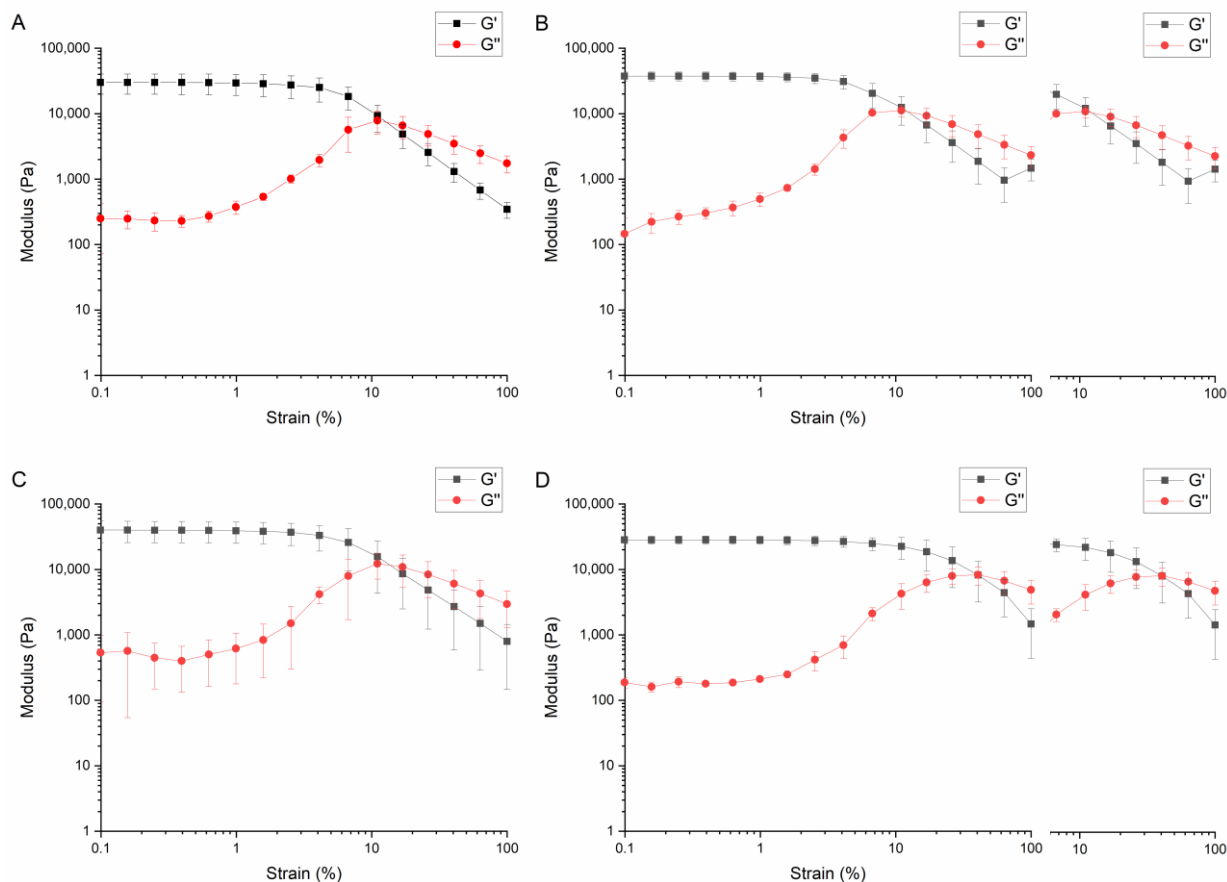 A
G'
G"
100,000
10,000
1,000
100
10
1
Modulus (Pa)
0.1
1
10
100
Strain (%)
B
G'
G"
G'
G"
100,000
10,000
1,000
100
10
1
Modulus (Pa)
0.1
1
10
100
10
100
Strain (%)
C
G'
G"
100,000
10,000
1,000
100
10
1
Modulus (Pa)
0.1
1
10
100
Strain (%)
D
G'
G"
G'
G"
100,000
10,000
1,000
100
10
1
Modulus (Pa)
0.1
1
10
100
10
100
Strain (%)